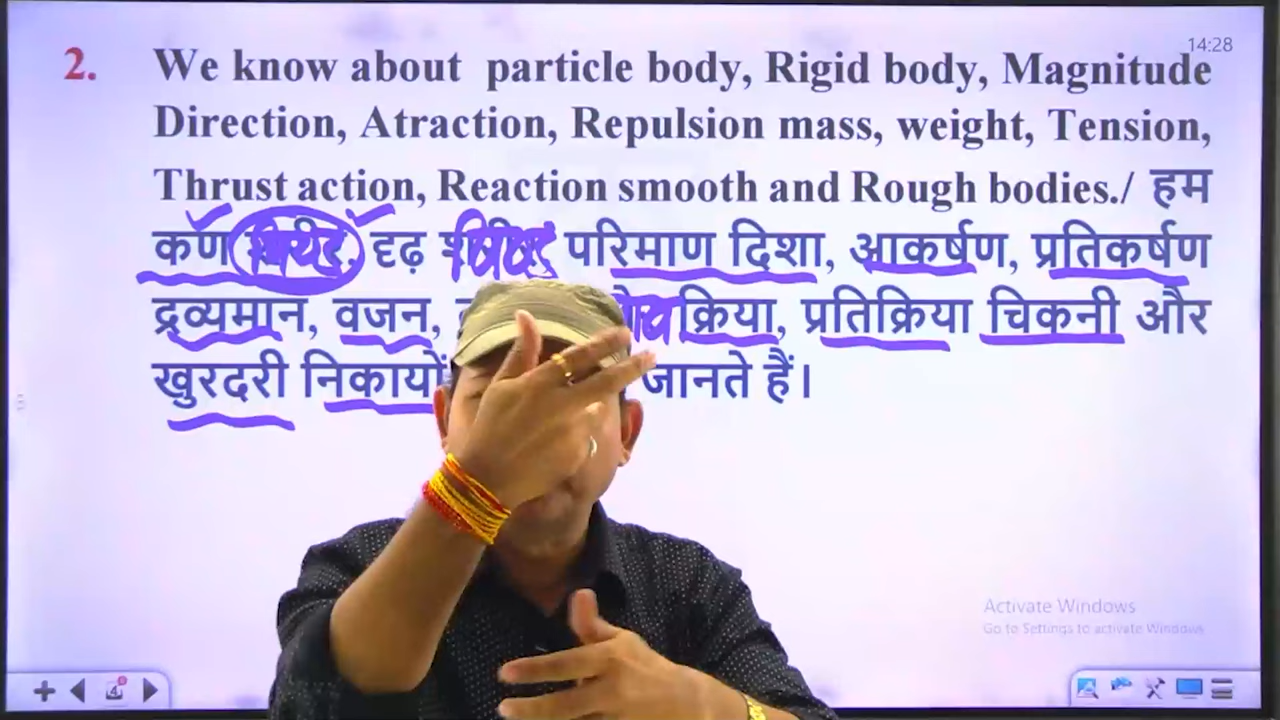 14:28
2. We know about particle body, Rigid body, Magnitude
Direction, Atraction, Repulsion mass, weight, Tension,
Thrust action, Reaction smooth and Rough bodies./ हम
कण दृढ़ परिमाण दिशा, आकर्षण, प्रतिकर्षण
द्रव्यमान, वजन, क्रिया, प्रतिक्रिया चिकनी और
खुरदरी निकायों जानते हैं।
Activate Windows
Go to Settings to activate Windows